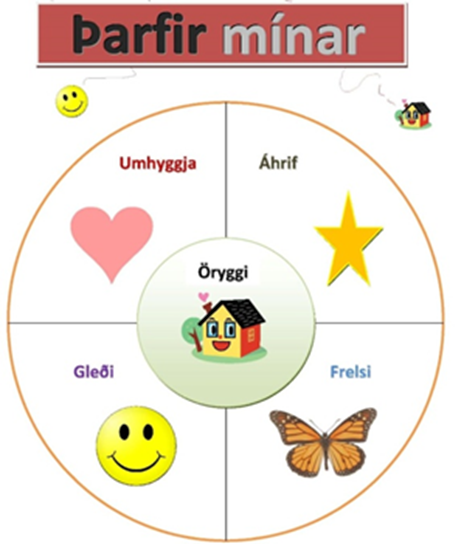 Þarfir mínar
Umhyggja
Áhrif
Öryggi
Gleði
Frelsi